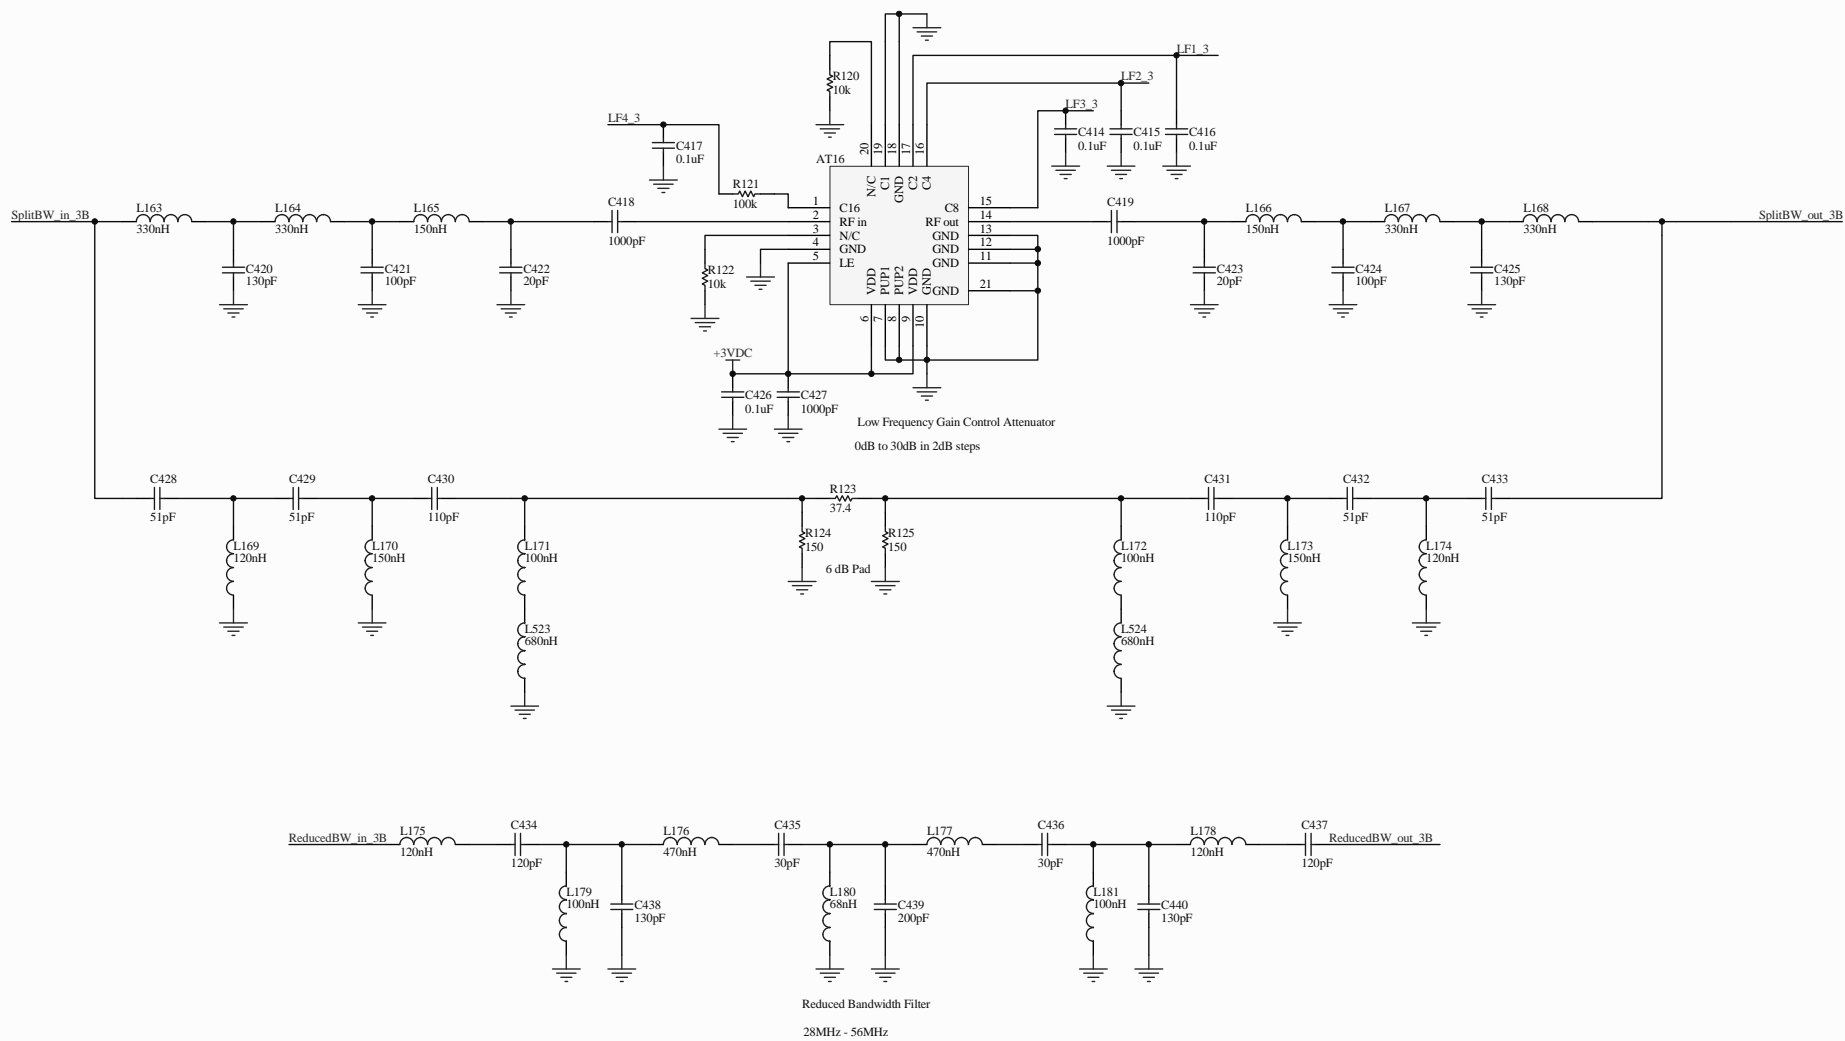 LF1_3
R120
10k
LF2_3
LF3_3
LF4_3
C417
0.1uF
C414
0.1uF
C415
0.1uF
C416
0.1uF
AT16
20
19
18
17
16
N/C
C1
GND
C2
C4
R121
100k
1
2
3
4
5
C16
RF in
N/C
GND
LE
C8
RF out
GND
GND
GND
GND
15
14
13
12
11
21
VDD
PUP1
PUP2
VDD
GND
6
7
8
9
10
SplitBW_in_3B
L163
330nH
L164
330nH
L165
150nH
C418
1000pF
C419
1000pF
L166
150nH
L167
330nH
L168
330nH
SplitBW_out_3B
C420
130pF
C421
100pF
C422
20pF
R122
10k
C423
20pF
C424
100pF
C425
130pF
+3VDC
C426
0.1uF
C427
1000pF
Low Frequency Gain Control Attenuator
0dB to 30dB in 2dB steps
C428
51pF
C429
51pF
C430
110pF
R123
37.4
C431
110pF
C432
51pF
C433
51pF
L169
120nH
L170
150nH
L171
100nH
R124
150
R125
150
6 dB Pad
L172
100nH
L173
150nH
L174
120nH
L523
680nH
L524
680nH
ReducedBW_in_3B
L175
120nH
C434
120pF
L176
470nH
C435
30pF
L177
470nH
C436
30pF
L178
120nH
C437
120pF
ReducedBW_out_3B
L179
100nH
C438
130pF
L180
68nH
C439
200pF
L181
100nH
C440
130pF
Reduced Bandwidth Filter
28MHz - 56MHz